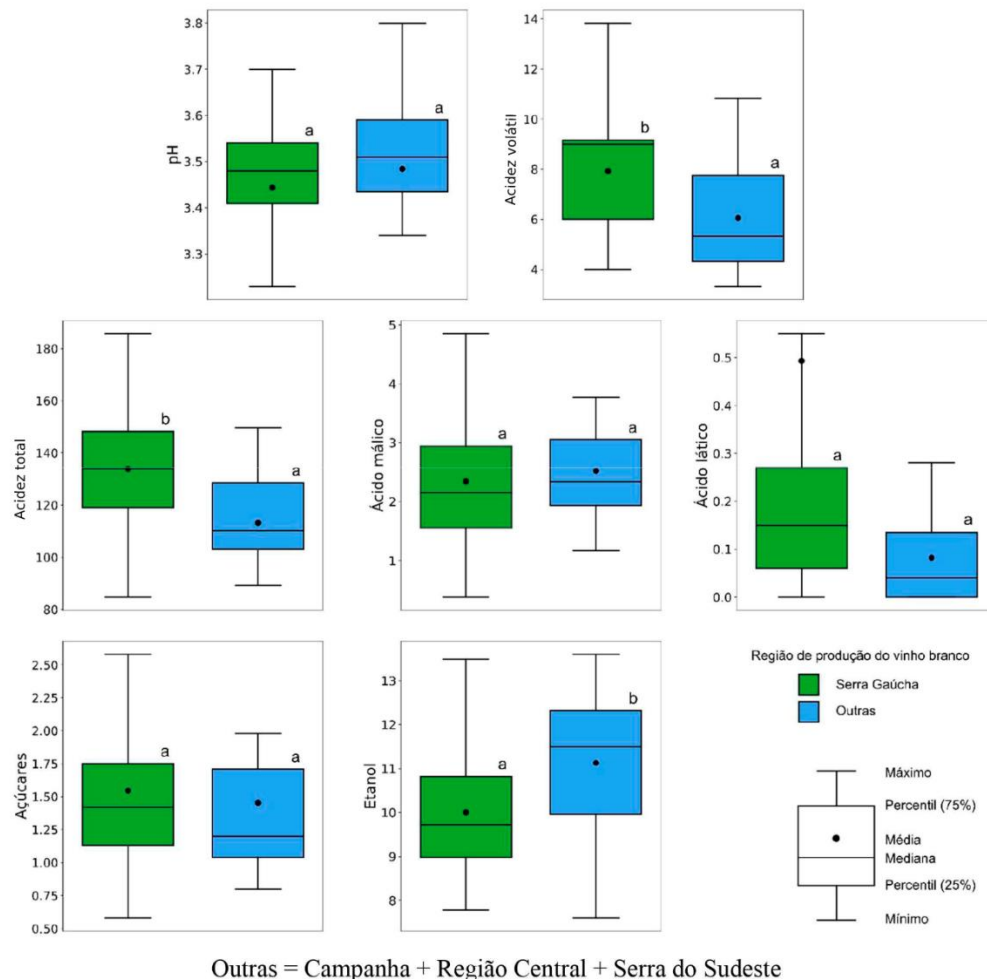 pH
3.8
3.7
3.6
3.5
3.4
3.3
a
a
Acidez volátil
14
12
10
8
6
4
b
a
Acidez total
180
160
140
120
100
80
b
a
Ácido málico
5
4
3
2
1
a
a
Ácido lático
0.5
0.4
0.3
0.2
0.1
0.0
a
a
Açúcares
2.50
2.25
2.00
1.75
1.50
1.25
1.00
0.75
0.50
a
a
Etanol
13
12
11
10
9
8
a
b
Região de produção do vinho branco
Serra Gaúcha
Outras
Máximo
Percentil (75%)
Média
Mediana
Percentil (25%)
Mínimo
Outras = Campanha + Região Central + Serra do Sudeste